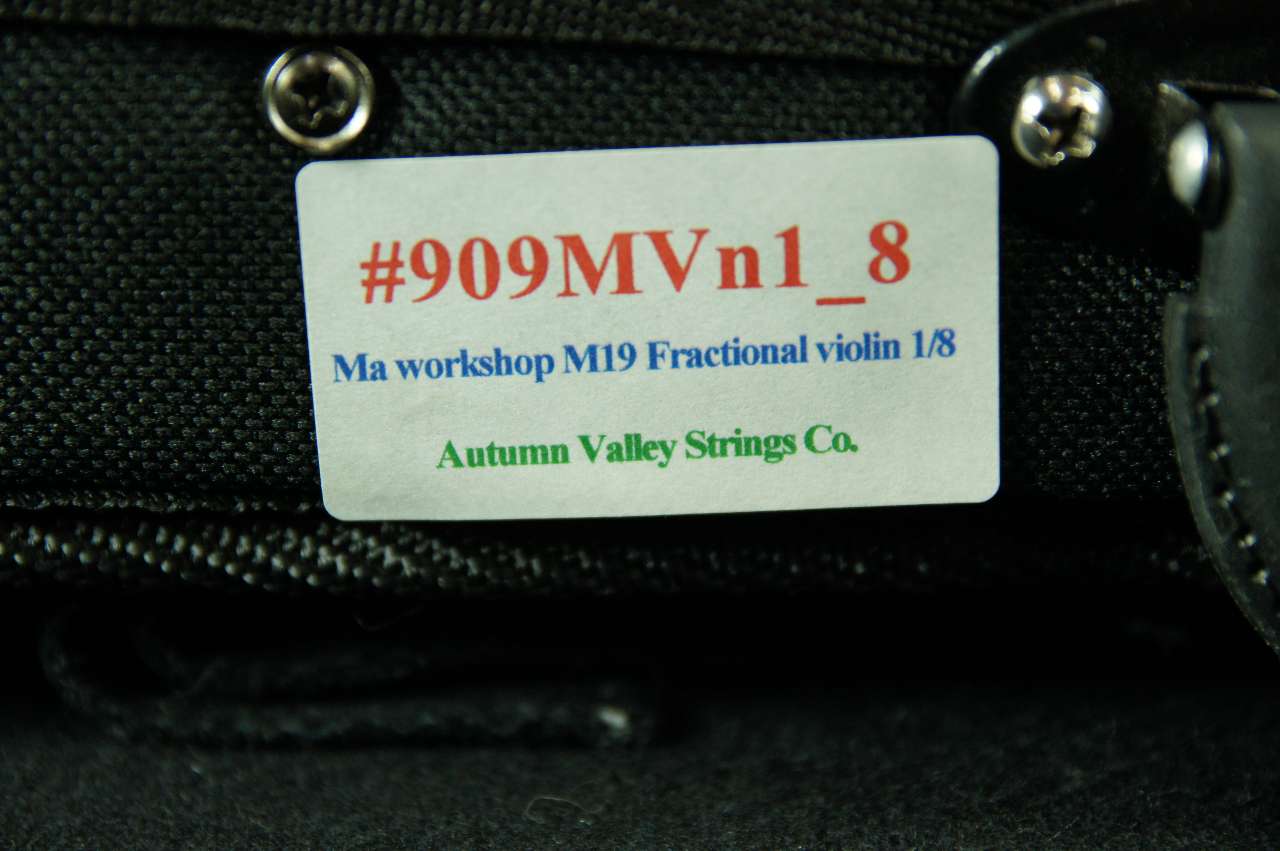 #909MVn1_8
Ma workshop M19 Fractional violin 1/8
Autumn Valley Strings Co.